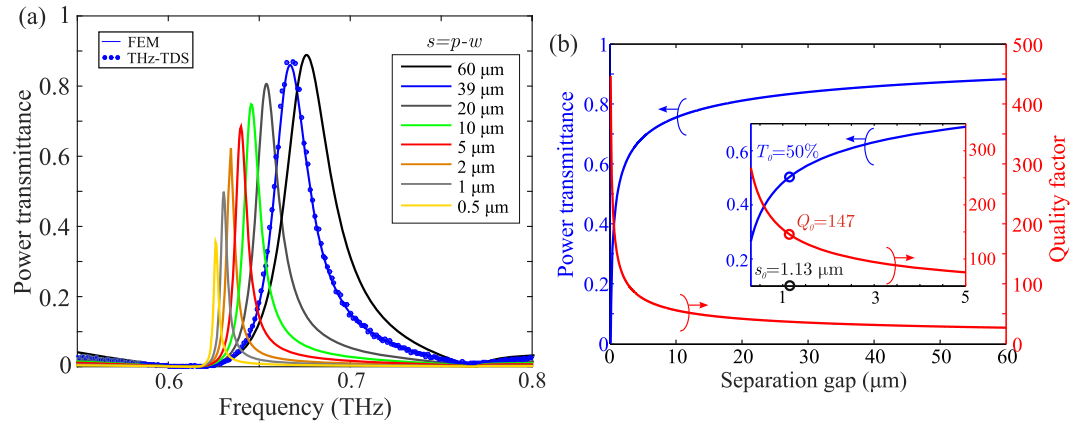 (a)
Power transmittance
1
0.8
0.6
0.4
0.2
0
FEM
THz-TDS
s=p-w
60 μm
39 μm
20 μm
10 μm
5 μm
2 μm
1 μm
0.5 μm
0.6
0.7
0.8
Frequency (THz)
(b)
Power transmittance
1
0.8
0.6
0.4
0.2
0
0
10
20
30
40
50
60
Separation gap (μm)
500
400
300
200
100
0
Quality factor
0.6
0.4
0.2
T₀=50%
Q₀=147
s₀=1.13 μm
1
3
5
300
250
150
50